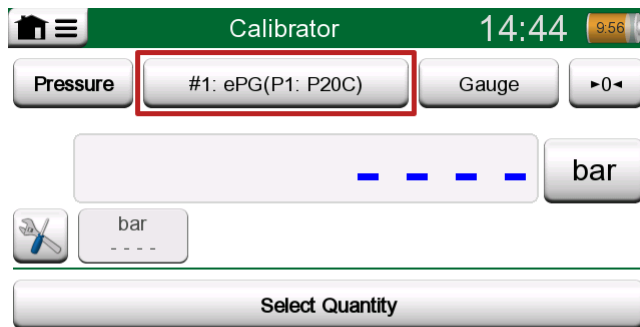 Calibrator 14:44 9:56
Pressure #1: ePG(P1: P20C) Gauge ►0◄
- - - - bar
bar
- - - -
Select Quantity